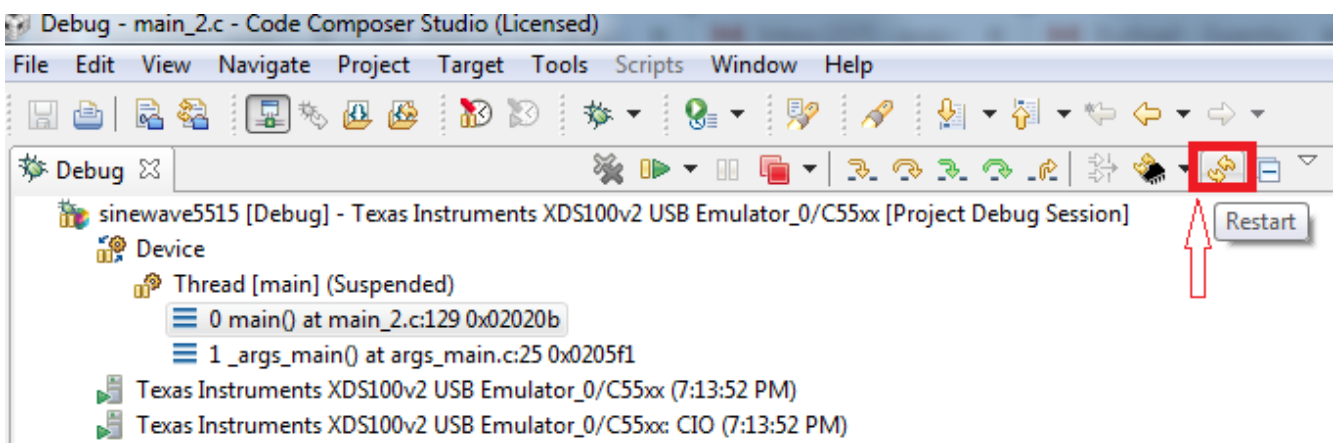 Debug - main_2.c - Code Composer Studio (Licensed)
File Edit View Navigate Project Target Tools Scripts Window Help
Debug
sinewave5515 [Debug] - Texas Instruments XDS100v2 USB Emulator_0/C55xx [Project Debug Session]
Restart
Device
Thread [main] (Suspended)
0 main() at main_2.c:129 0x02020b
1 _args_main() at args_main.c:25 0x0205f1
Texas Instruments XDS100v2 USB Emulator_0/C55xx (7:13:52 PM)
Texas Instruments XDS100v2 USB Emulator_0/C55xx: CIO (7:13:52 PM)